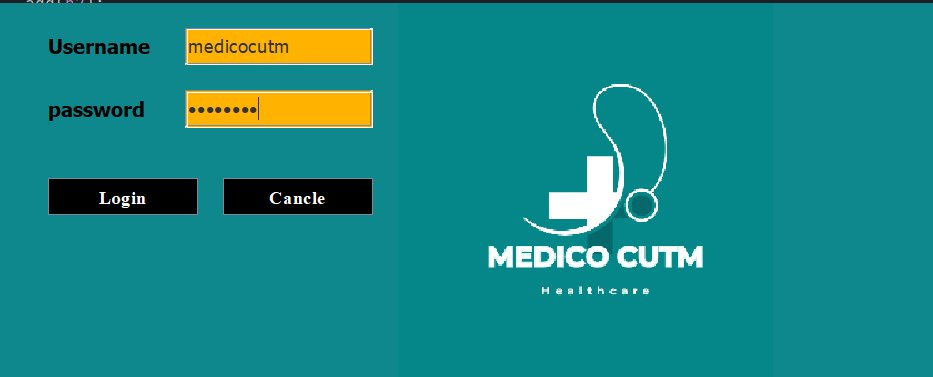 Username
medicocutm
password
••••••••
Login
Cancle
MEDICO CUTM
Healthcare